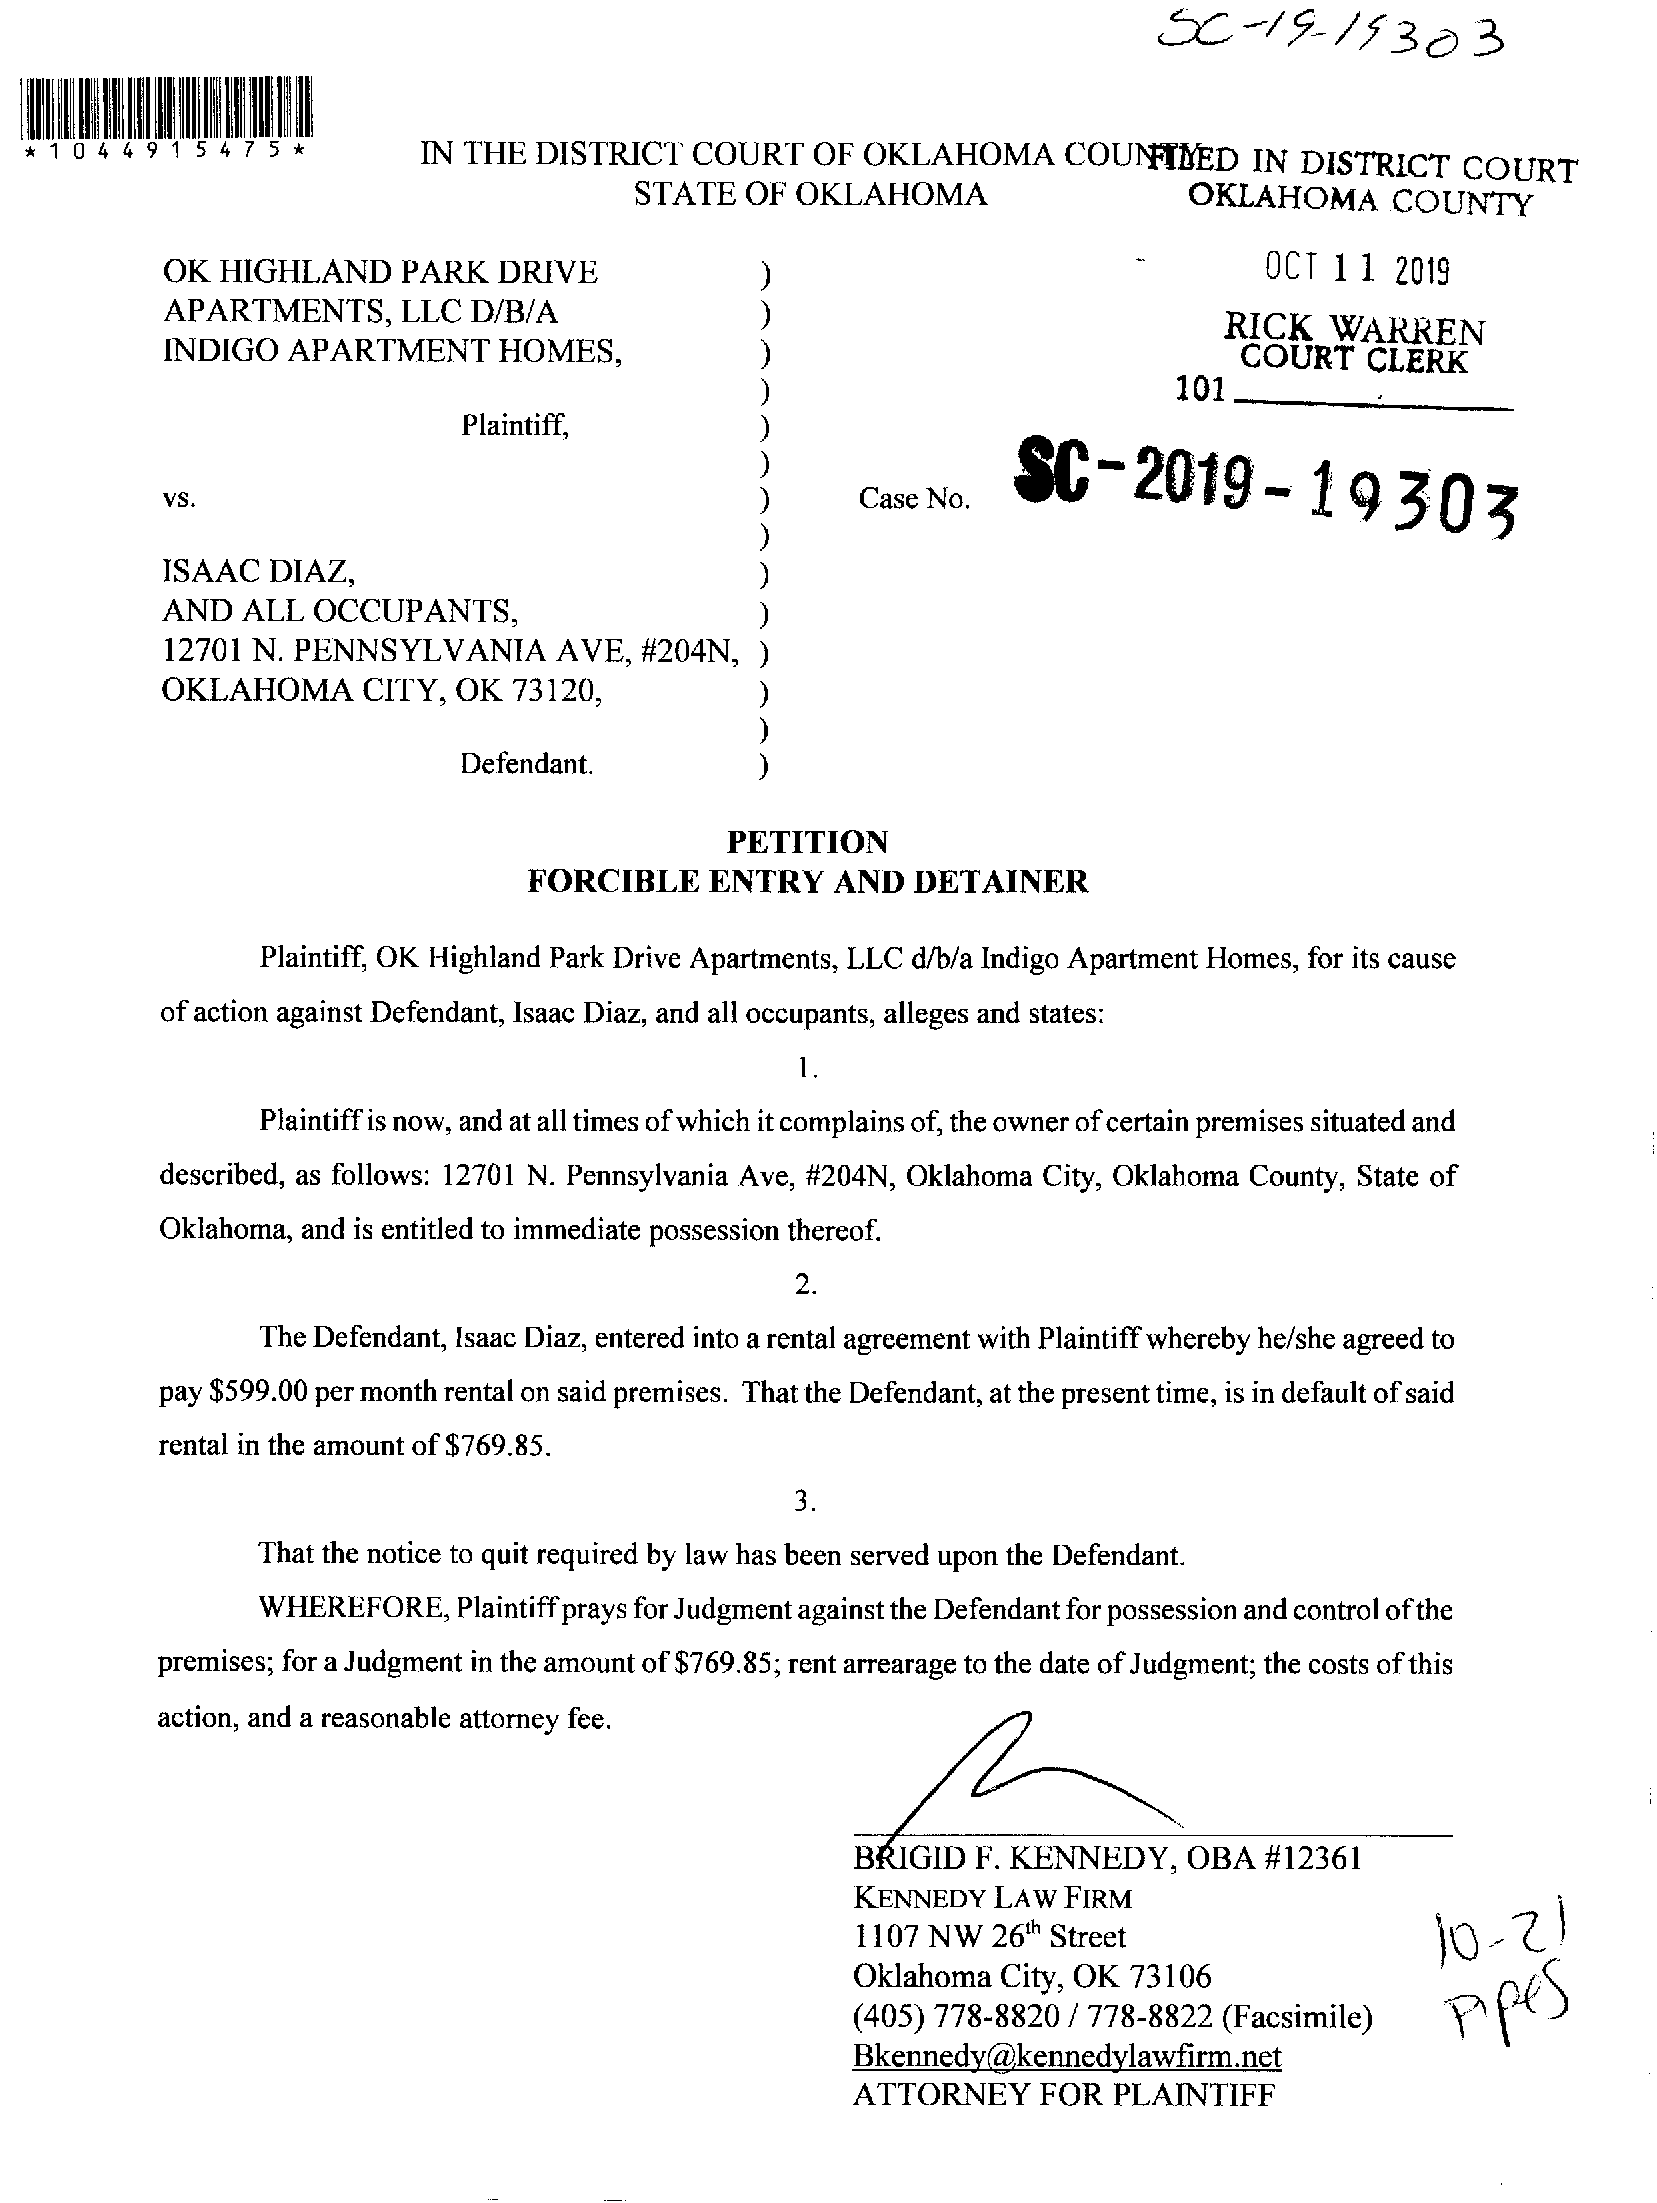 SC-19-19303
*1044915475*
IN THE DISTRICT COURT OF OKLAHOMA COUNTY
STATE OF OKLAHOMA
FILED IN DISTRICT COURT
OKLAHOMA COUNTY
OCT 11 2019
RICK WARREN
COURT CLERK
101
OK HIGHLAND PARK DRIVE )
APARTMENTS, LLC D/B/A )
INDIGO APARTMENT HOMES, )
)
Plaintiff, )
)
vs. ) Case No. SC-2019-19303
)
ISAAC DIAZ, )
AND ALL OCCUPANTS, )
12701 N. PENNSYLVANIA AVE, #204N, )
OKLAHOMA CITY, OK 73120, )
)
Defendant. )
PETITION
FORCIBLE ENTRY AND DETAINER
Plaintiff, OK Highland Park Drive Apartments, LLC d/b/a Indigo Apartment Homes, for its cause
of action against Defendant, Isaac Diaz, and all occupants, alleges and states:
1.
Plaintiff is now, and at all times of which it complains of, the owner of certain premises situated and
described, as follows: 12701 N. Pennsylvania Ave, #204N, Oklahoma City, Oklahoma County, State of
Oklahoma, and is entitled to immediate possession thereof.
2.
The Defendant, Isaac Diaz, entered into a rental agreement with Plaintiff whereby he/she agreed to
pay $599.00 per month rental on said premises. That the Defendant, at the present time, is in default of said
rental in the amount of $769.85.
3.
That the notice to quit required by law has been served upon the Defendant.
WHEREFORE, Plaintiff prays for Judgment against the Defendant for possession and control of the
premises; for a Judgment in the amount of $769.85; rent arrearage to the date of Judgment; the costs of this
action, and a reasonable attorney fee.
BRIGID F. KENNEDY, OBA #12361
KENNEDY LAW FIRM
1107 NW 26th Street
Oklahoma City, OK 73106
(405) 778-8820 / 778-8822 (Facsimile)
Bkennedy@kennedylawfirm.net
ATTORNEY FOR PLAINTIFF
10-21